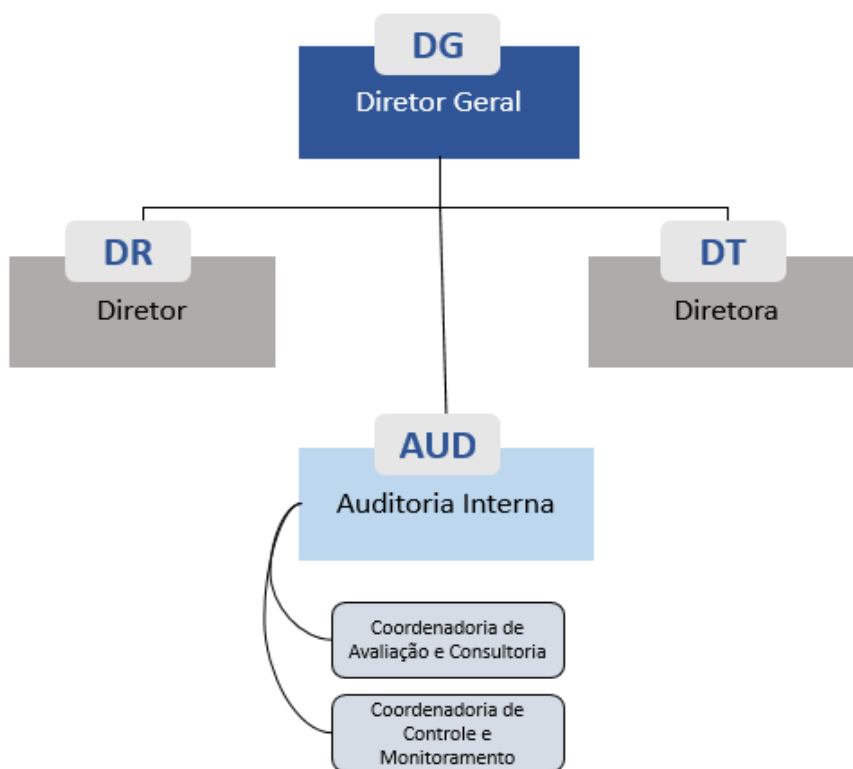 DG
Diretor Geral
DR
Diretor
DT
Diretora
AUD
Auditoria Interna
Coordenadoria de
Avaliação e Consultoria
Coordenadoria de
Controle e
Monitoramento